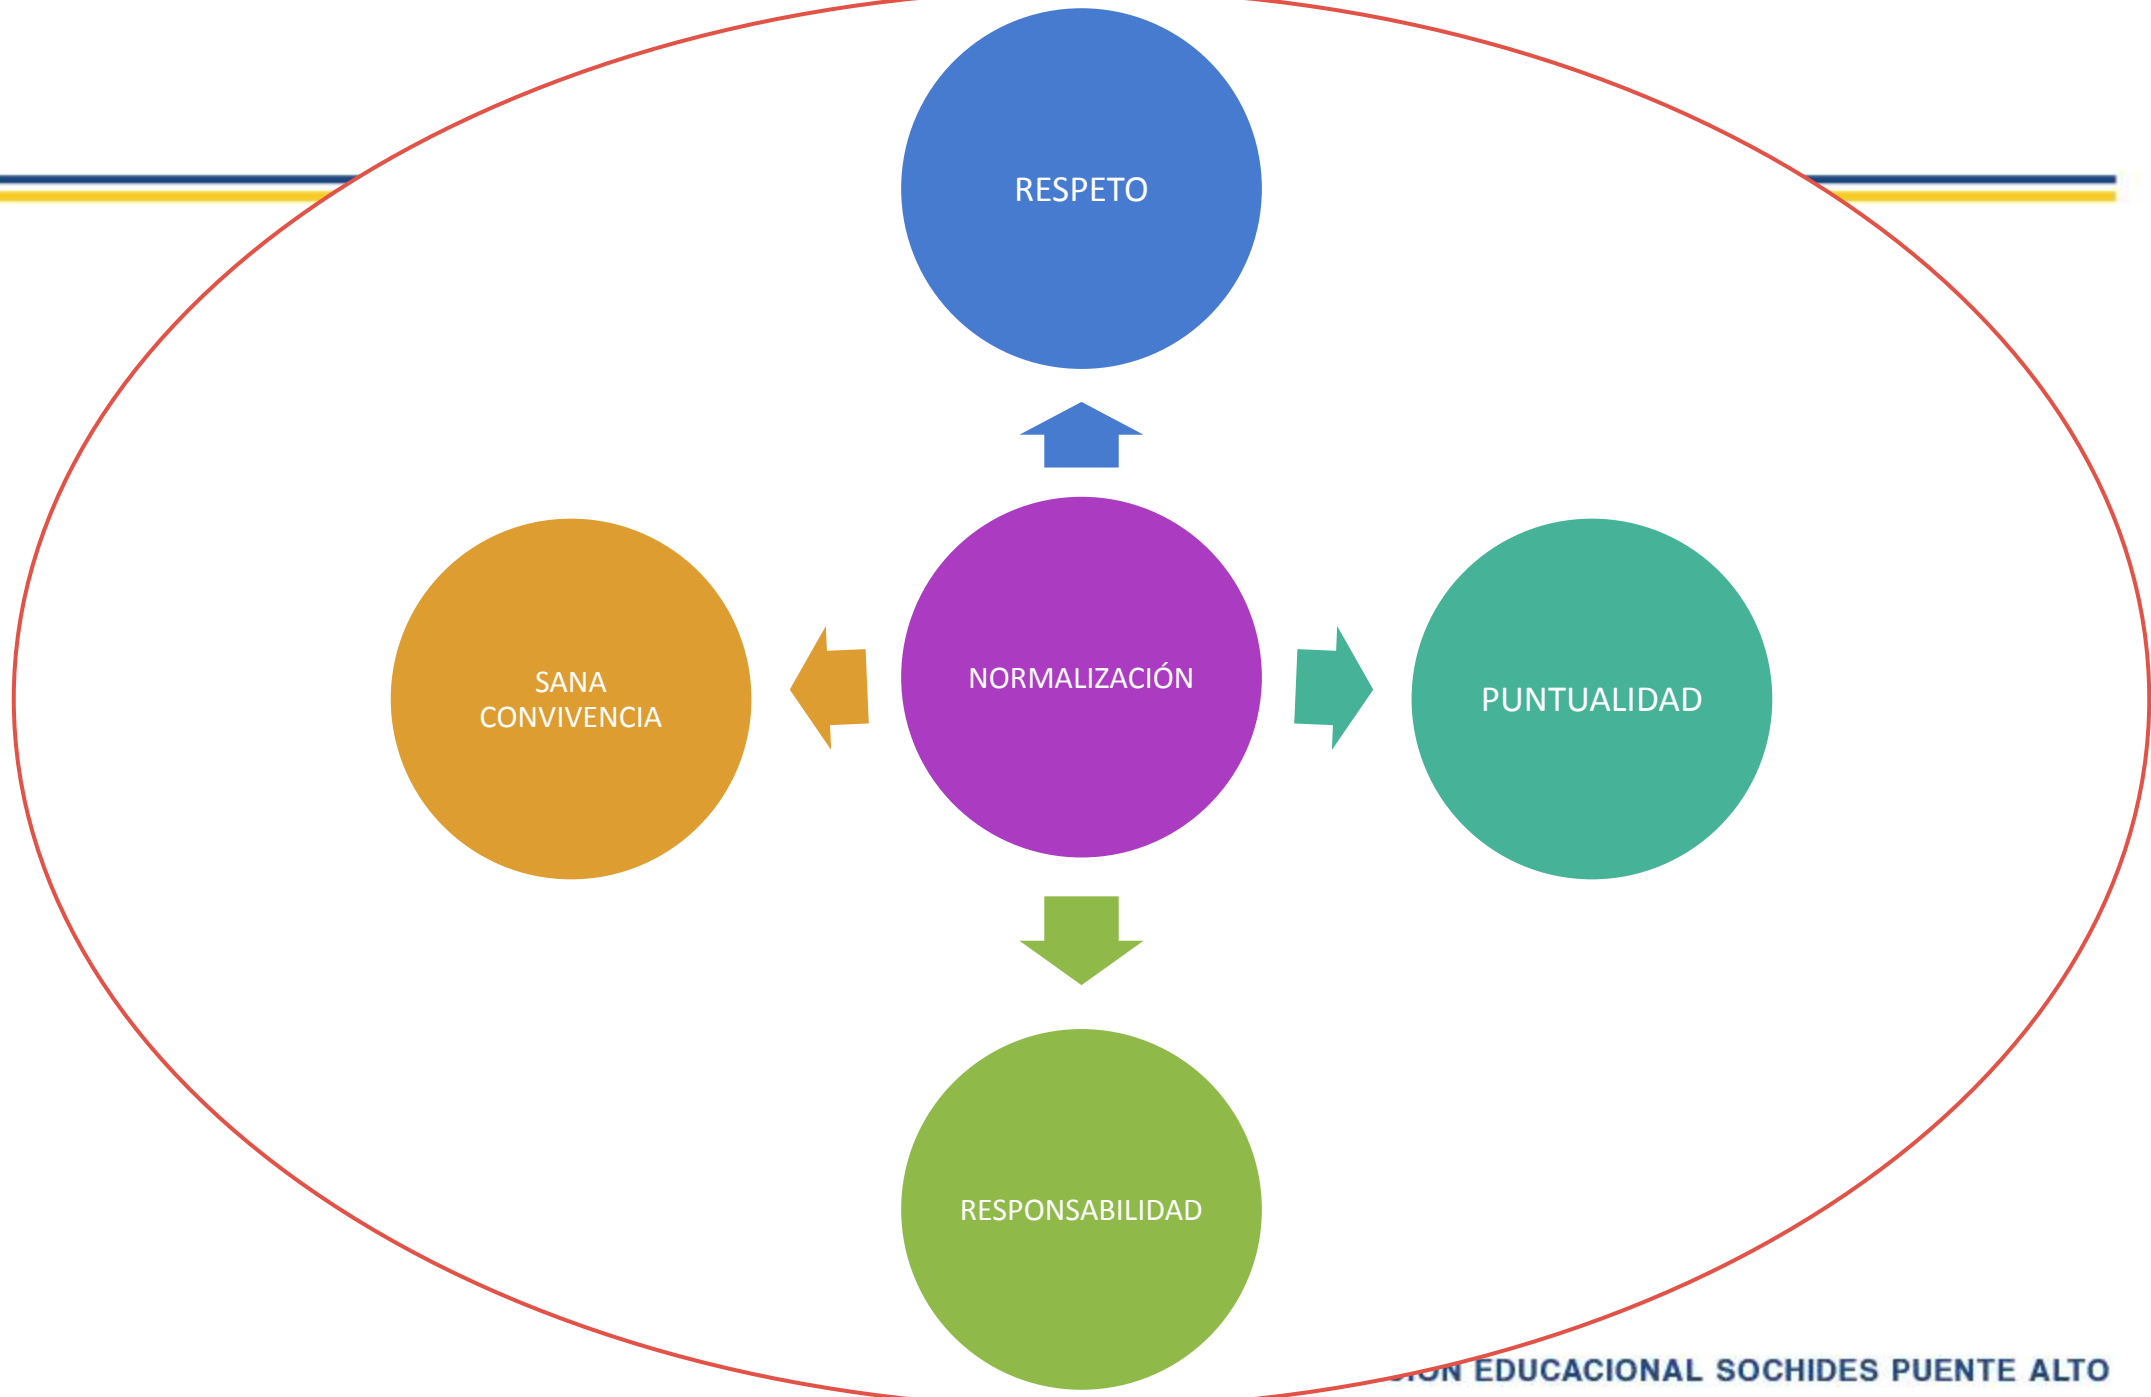 RESPETO
NORMALIZACIÓN
SANA
CONVIVENCIA
PUNTUALIDAD
RESPONSABILIDAD
EDUCACIONAL SOCHIDES PUENTE ALTO